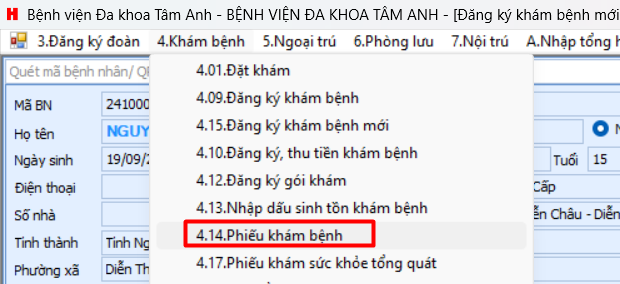 Bệnh viện Đa khoa Tâm Anh - BỆNH VIỆN ĐA KHOA TÂM ANH - [Đăng ký khám bệnh mới
3.Đăng ký đoàn 4.Khám bệnh 5.Ngoại trú 6.Phòng lưu 7.Nội trú A.Nhập tổng
Quét mã bệnh nhân/ QR
4.01.Đặt khám
Mã BN 241000
4.09.Đăng ký khám bệnh
Họ tên NGUY
4.15.Đăng ký khám bệnh mới
Ngày sinh 19/09/2
4.10.Đăng ký, thu tiền khám bệnh
Tuổi 15
Điện thoại
4.12.Đăng ký gói khám
Cấp
Số nhà
4.13.Nhập dấu sinh tồn khám bệnh
ễn Châu - Diễn
Tỉnh thành Tỉnh Ng
4.14.Phiếu khám bệnh
Phường xã Diễn Th
4.17.Phiếu khám sức khỏe tổng quát